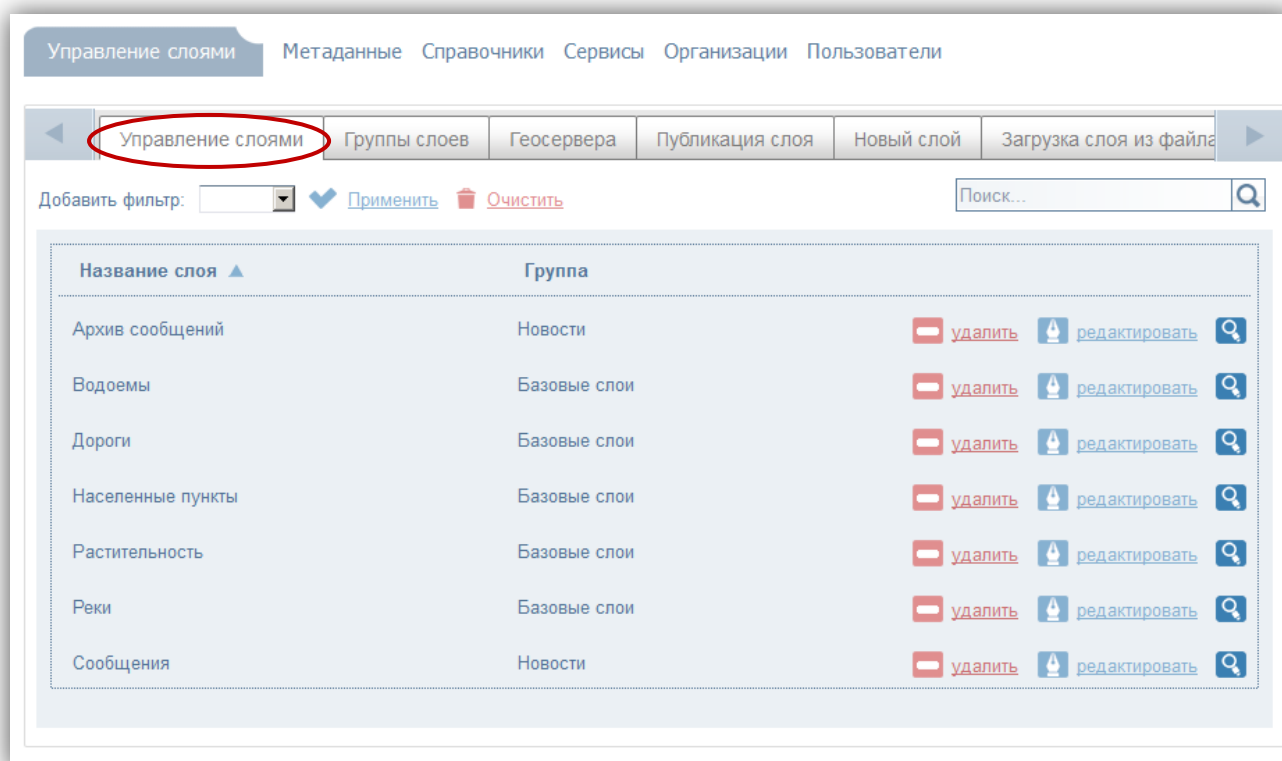 Управление слоями Метаданные Справочники Сервисы Организации Пользователи
Управление слоями Группы слоев Геосервера Публикация слоя Новый слой Загрузка слоя из файла
Добавить фильтр: Применить Очистить Поиск...
Название слоя Группа
Архив сообщений Новости удалить редактировать
Водоемы Базовые слои удалить редактировать
Дороги Базовые слои удалить редактировать
Населенные пункты Базовые слои удалить редактировать
Растительность Базовые слои удалить редактировать
Реки Базовые слои удалить редактировать
Сообщения Новости удалить редактировать